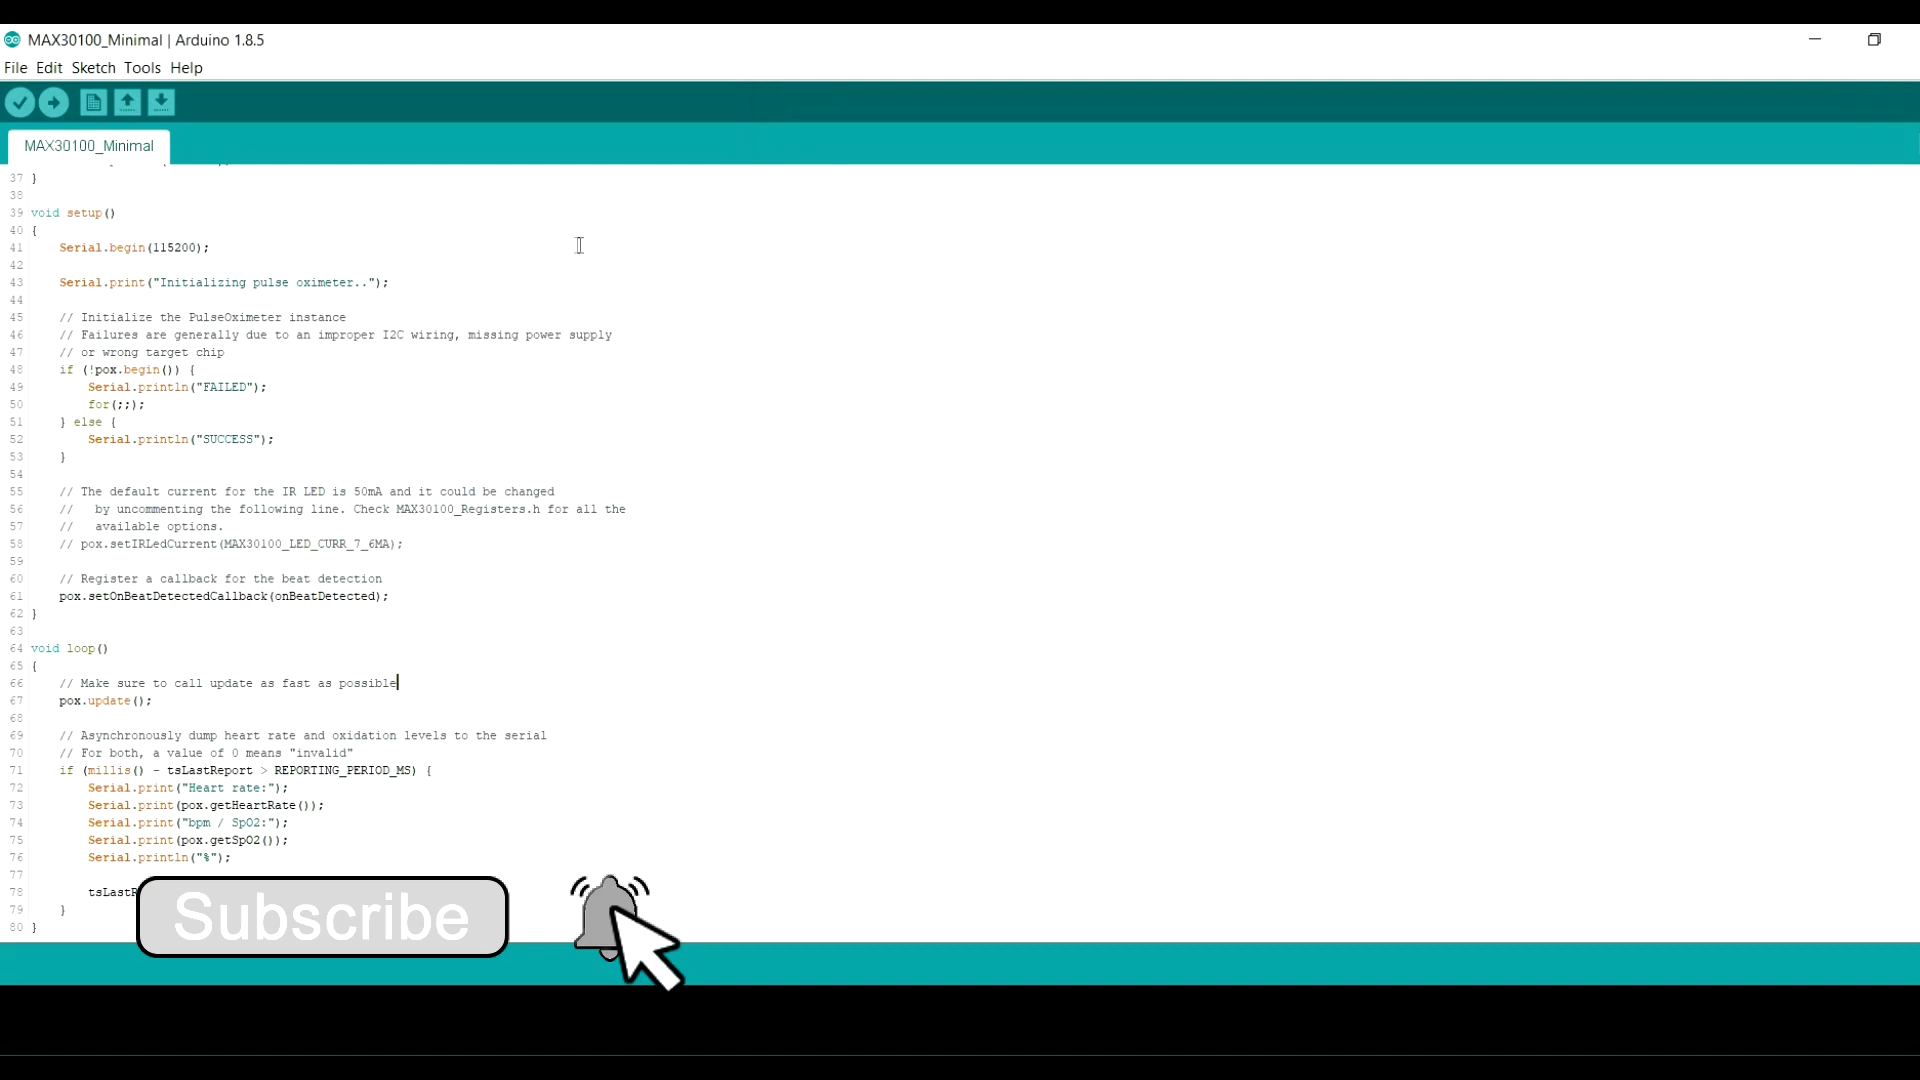 MAX30100_Minimal | Arduino 1.8.5
File Edit Sketch Tools Help
MAX30100_Minimal
37 }
38
39 void setup()
40 {
41 Serial.begin(115200);
42
43 Serial.print("Initializing pulse oximeter..");
44
45 // Initialize the PulseOximeter instance
46 // Failures are generally due to an improper I2C wiring, missing power supply
47 // or wrong target chip
48 if (!pox.begin()) {
49 Serial.println("FAILED");
50 for(;;);
51 } else {
52 Serial.println("SUCCESS");
53 }
54
55 // The default current for the IR LED is 50mA and it could be changed
56 // by uncommenting the following line. Check MAX30100_Registers.h for all the
57 // available options.
58 // pox.setIRLedCurrent(MAX30100_LED_CURR_7_6MA);
59
60 // Register a callback for the beat detection
61 pox.setOnBeatDetectedCallback(onBeatDetected);
62 }
63
64 void loop()
65 {
66 // Make sure to call update as fast as possible
67 pox.update();
68
69 // Asynchronously dump heart rate and oxidation levels to the serial
70 // For both, a value of 0 means "invalid"
71 if (millis() - tsLastReport > REPORTING_PERIOD_MS) {
72 Serial.print("Heart rate:");
73 Serial.print(pox.getHeartRate());
74 Serial.print("bpm / SpO2:");
75 Serial.print(pox.getSpO2());
76 Serial.println("%");
77
78 tsLastR
79 }
80 }
Subscribe